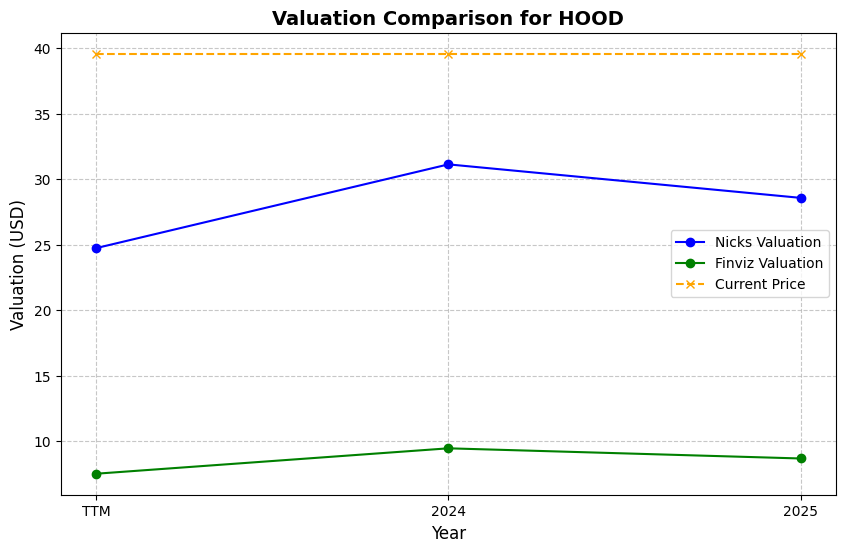 Valuation Comparison for HOOD
Valuation (USD)
40
35
30
25
20
15
10
Nicks Valuation
Finviz Valuation
Current Price
TTM
2024
2025
Year